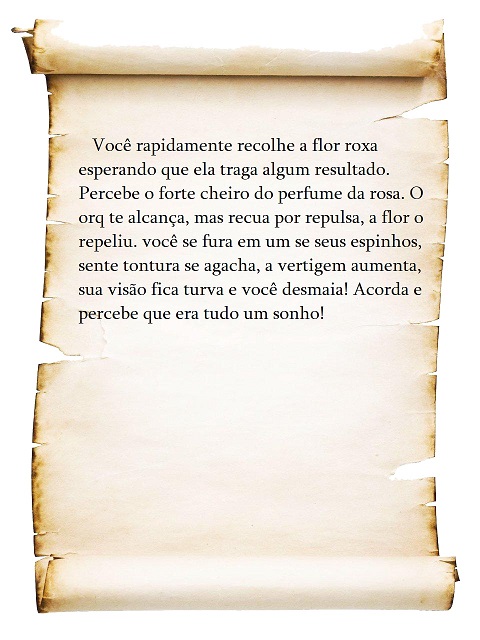 Você rapidamente recolhe a flor roxa
esperando que ela traga algum resultado.
Percebe o forte cheiro do perfume da rosa. O
orq te alcança, mas recua por repulsa, a flor o
repeliu. você se fura em um se seus espinhos,
sente tontura se agacha, a vertigem aumenta,
sua visão fica turva e você desmaia! Acorda e
percebe que era tudo um sonho!